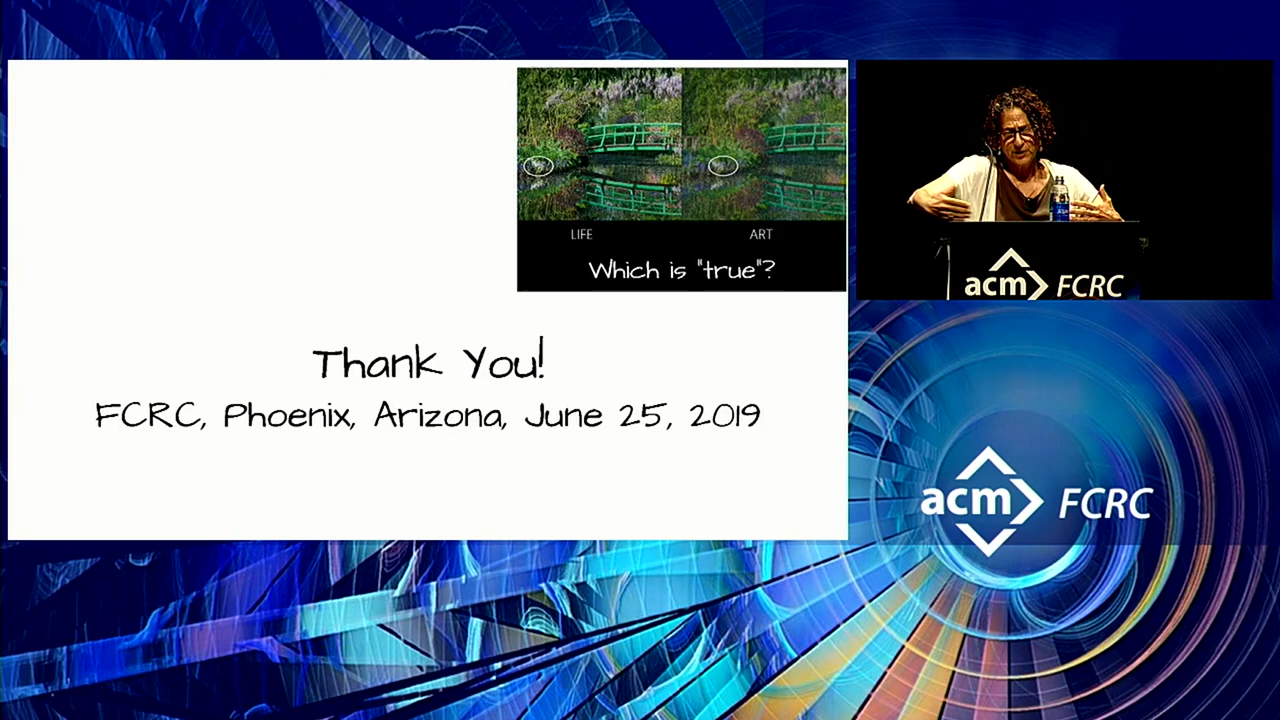 LIFE ART
Which is "true"?
Thank You!
FCRC, Phoenix, Arizona, June 25, 2019
acm FCRC
acm FCRC